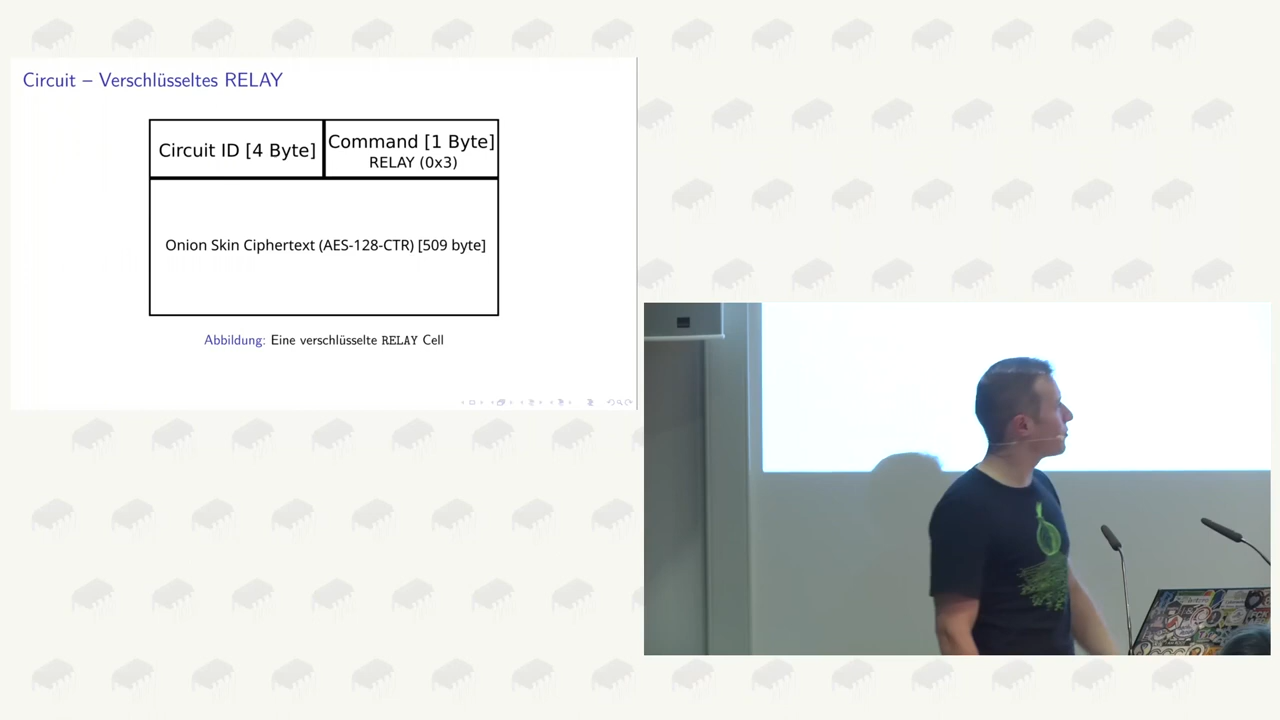 Circuit – Verschlüsseltes RELAY
Circuit ID [4 Byte]
Command [1 Byte]
RELAY (0x3)
Onion Skin Ciphertext (AES-128-CTR) [509 byte]
Abbildung: Eine verschlüsselte RELAY Cell